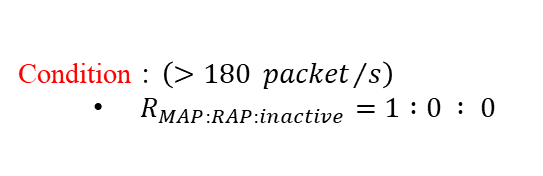 Condition : (> 180 packet/s)
• R_{MAP:RAP:inactive} = 1 : 0 : 0